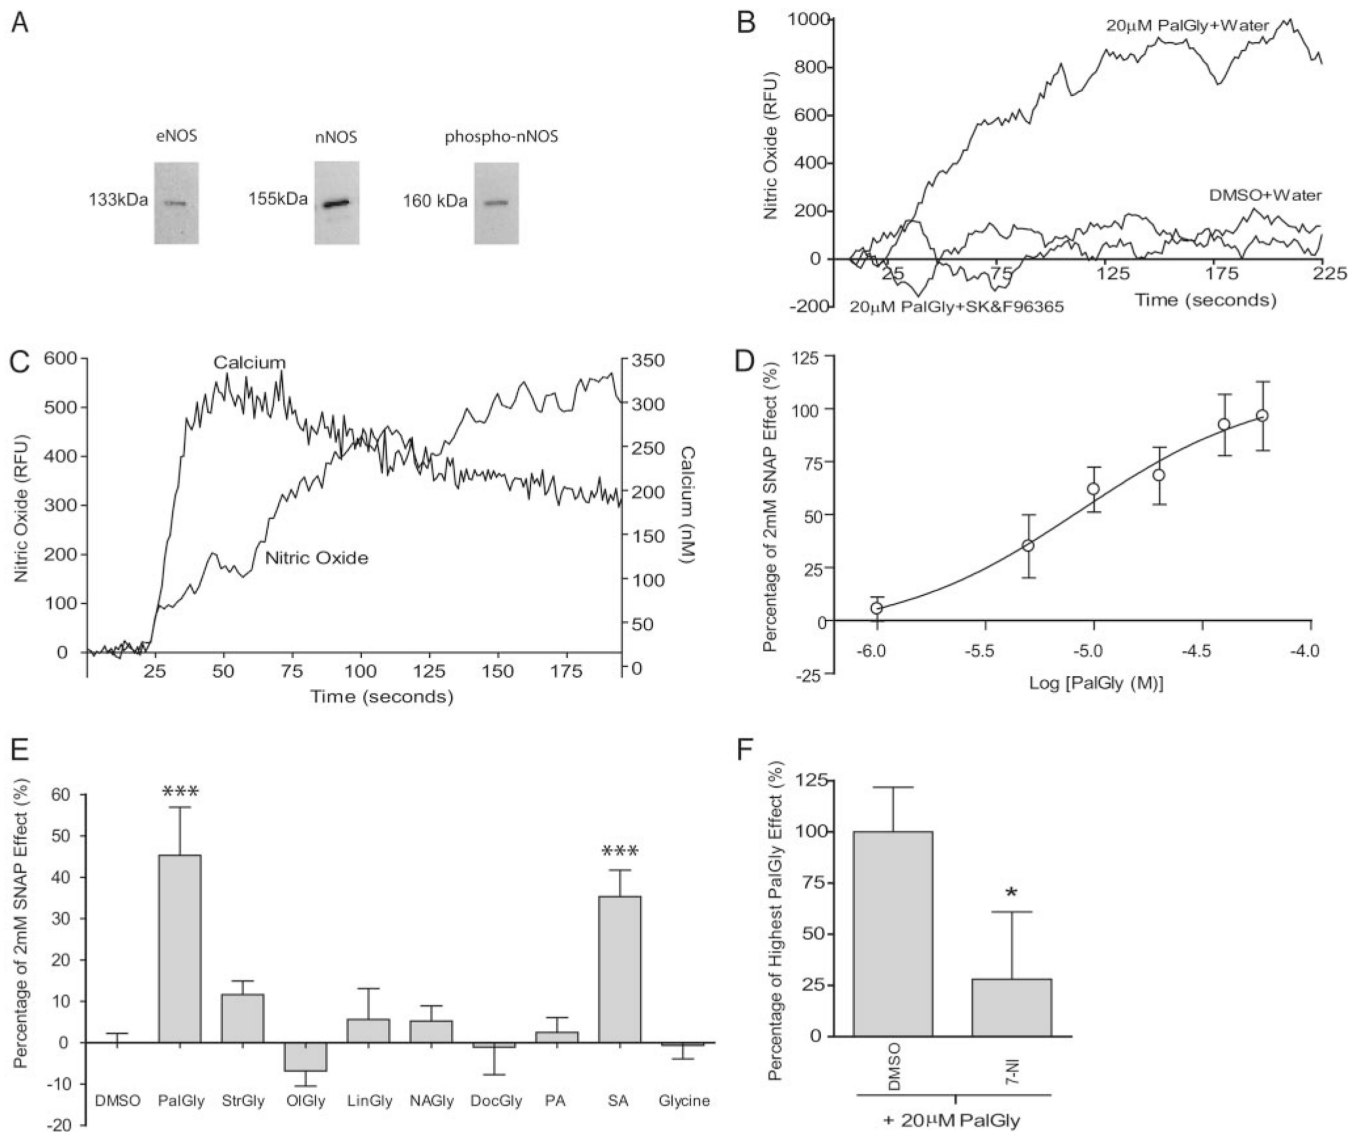 A
eNOS
nNOS
phospho-nNOS
133kDa
155kDa
160 kDa
B
Nitric Oxide (RFU)
1000
800
600
400
200
0
-200
20μM PalGly+Water
DMSO+Water
20μM PalGly+SK&F96365
25
75
125
175
225
Time (seconds)
C
Nitric Oxide (RFU)
600
500
400
300
200
100
0
Calcium
Nitric Oxide
350
300
250
200
150
100
50
0
Calcium (nM)
25
50
75
100
125
150
175
Time (seconds)
D
Percentage of 2mM SNAP Effect (%)
125
100
75
50
25
0
-25
-6.0
-5.5
-5.0
-4.5
-4.0
Log [PalGly (M)]
E
Percentage of 2mM SNAP Effect (%)
60
50
40
30
20
10
0
-10
-20
***
***
DMSO
PalGly
StrGly
OlGly
LinGly
NAGly
DocGly
PA
SA
Glycine
F
Percentage of Highest PalGly Effect (%)
125
100
75
50
25
0
*
DMSO
7-NI
+ 20μM PalGly